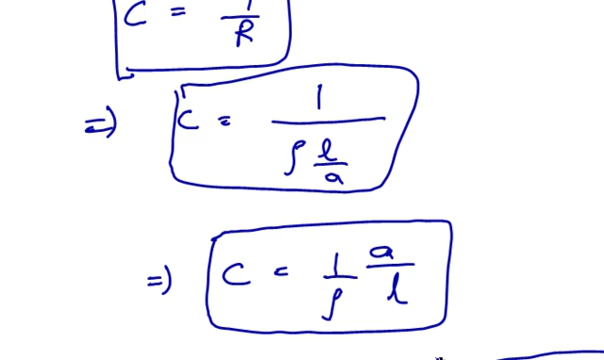 C = 1/R
=) C = 1/(ρ l/a)
=) C = 1/ρ a/l